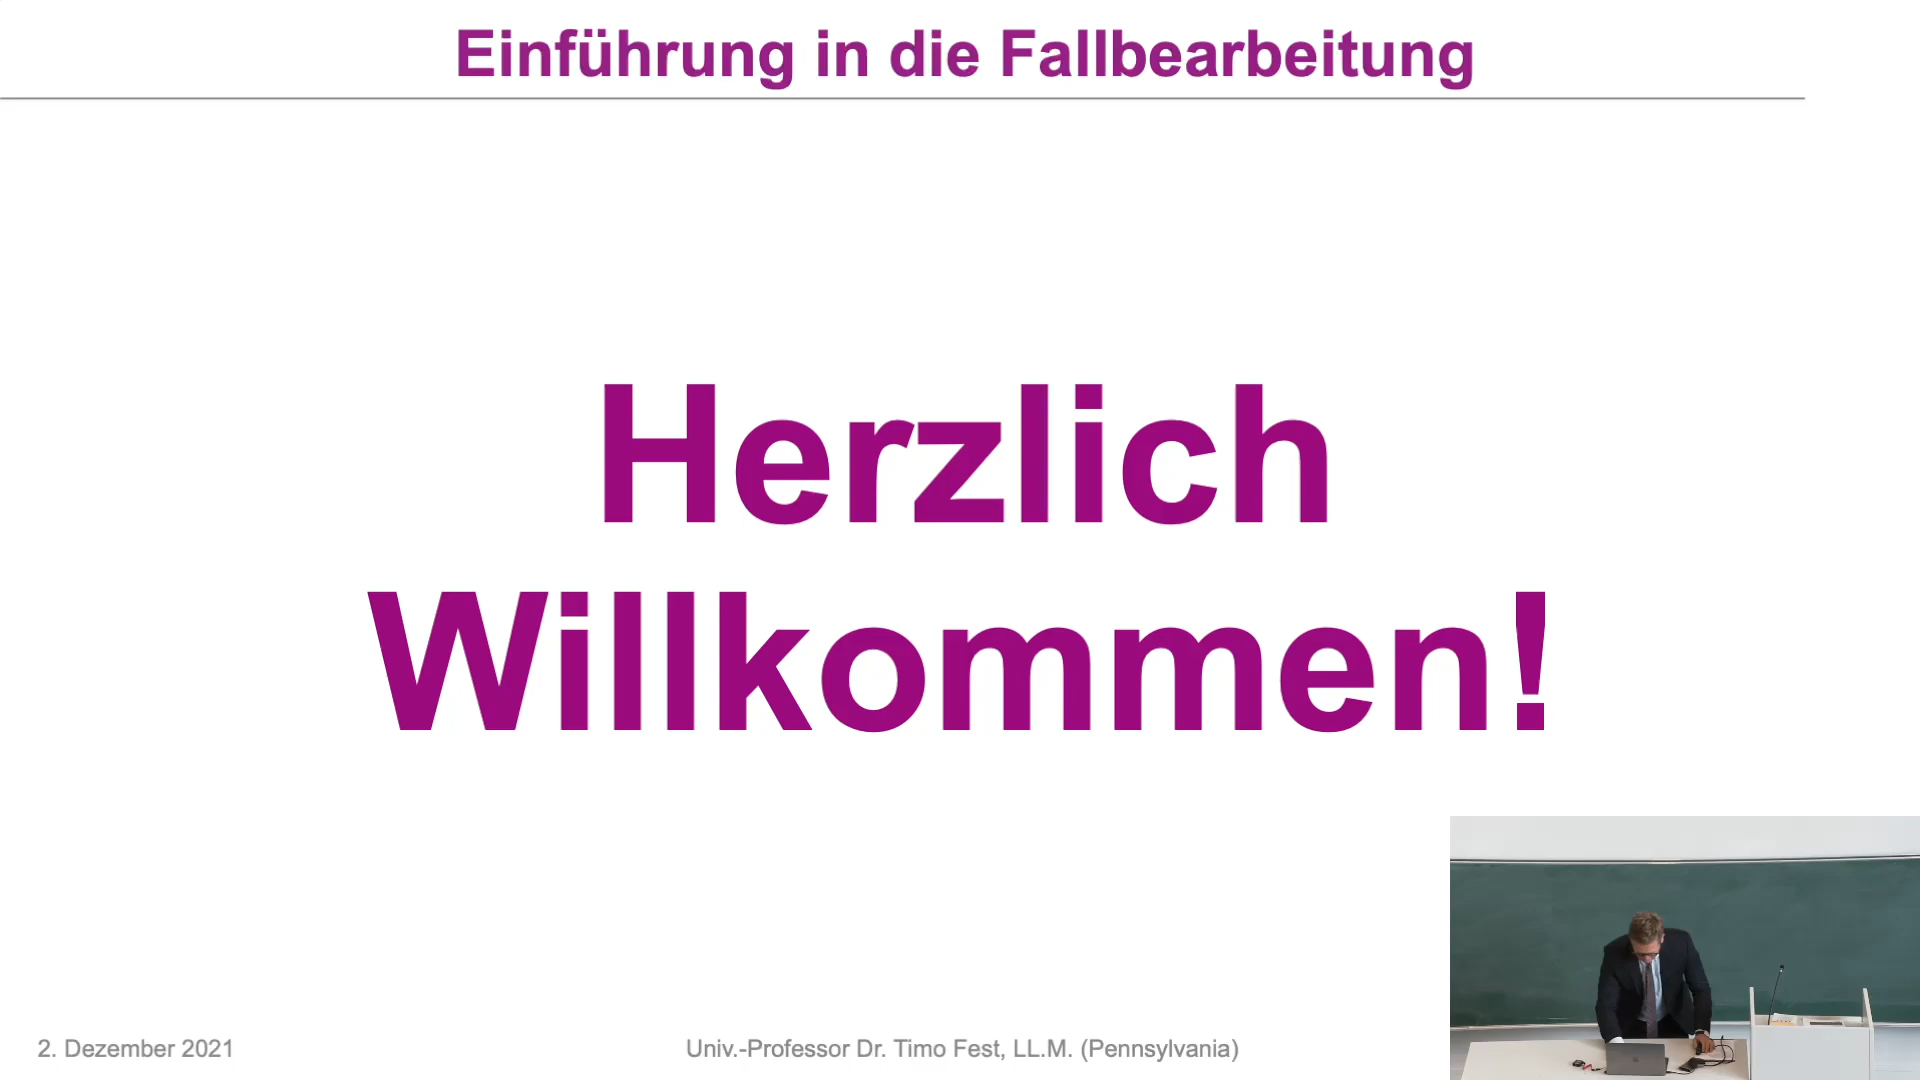 Einführung in die Fallbearbeitung
Herzlich
Willkommen!
2. Dezember 2021
Univ.-Professor Dr. Timo Fest, LL.M. (Pennsylvania)